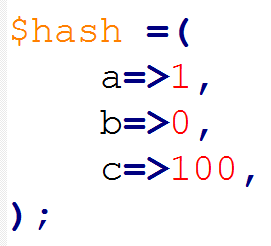 $hash =(
    a=>1,
    b=>0,
    c=>100,
);